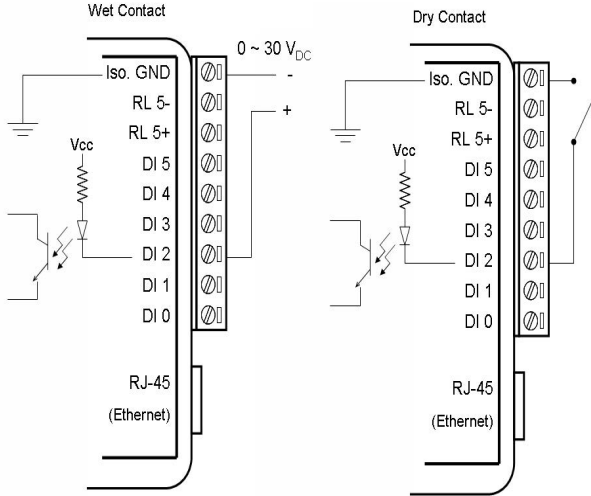 Wet Contact
0 ~ 30 VDC
Iso. GND
-
RL 5-
+
RL 5+
Vcc
DI 5
DI 4
DI 3
DI 2
DI 1
DI 0
RJ-45
(Ethernet)
Dry Contact
Iso. GND
RL 5-
RL 5+
Vcc
DI 5
DI 4
DI 3
DI 2
DI 1
DI 0
RJ-45
(Ethernet)